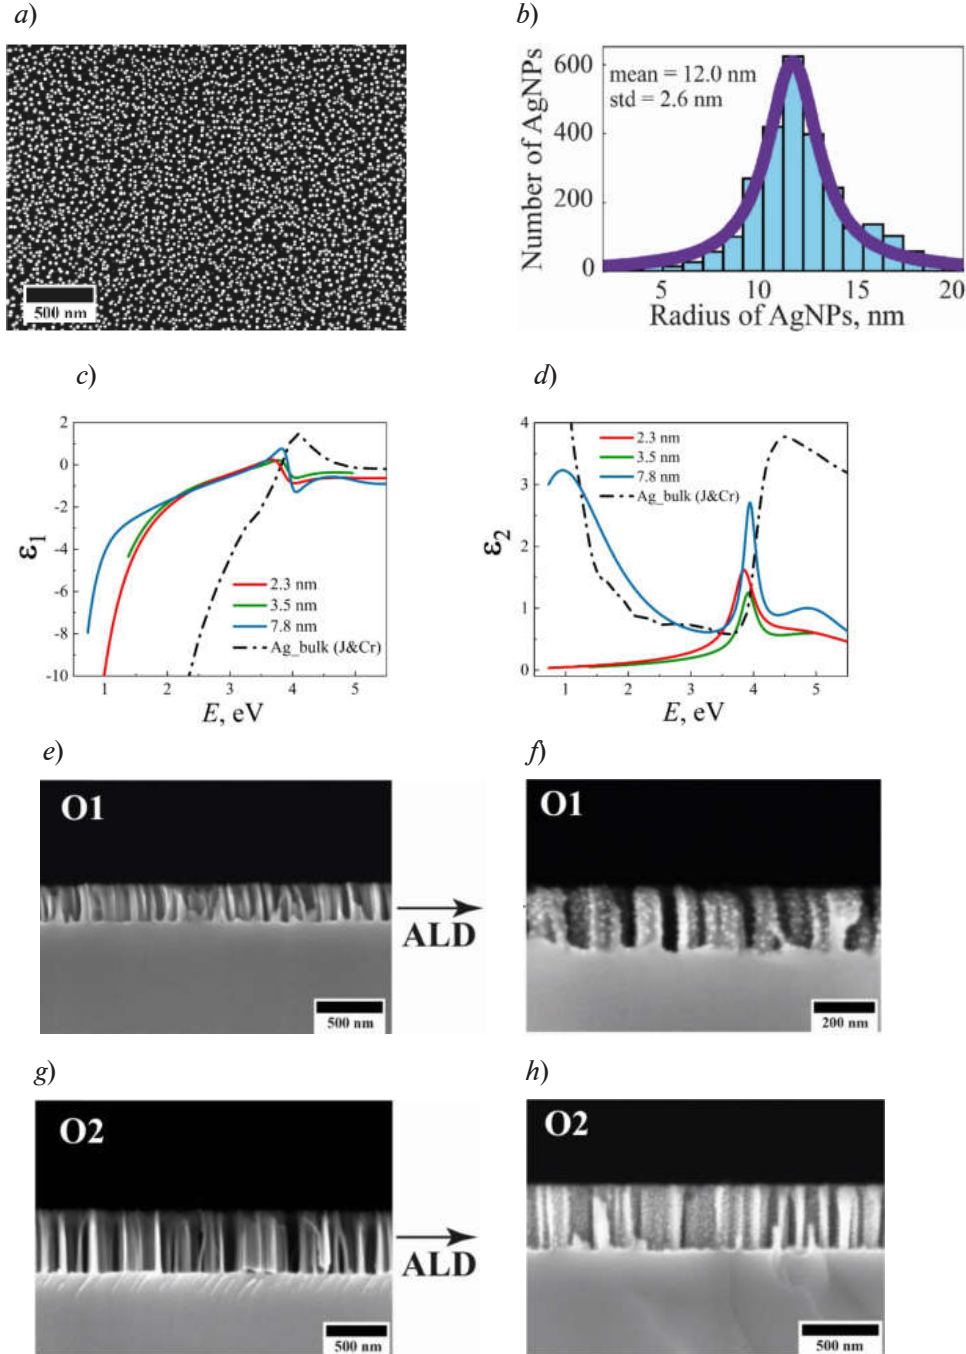 a)
b)
500 nm
mean = 12.0 nm
std = 2.6 nm
Number of AgNPs
600
400
200
0
5
10
15
20
Radius of AgNPs, nm
c)
d)
ε1
2
0
-2
-4
-6
-8
-10
2.3 nm
3.5 nm
7.8 nm
Ag_bulk (J&Cr)
1
2
3
4
5
E, eV
ε2
4
3
2
1
0
2.3 nm
3.5 nm
7.8 nm
Ag_bulk (J&Cr)
1
2
3
4
5
E, eV
e)
f)
O1
500 nm
ALD
O1
200 nm
g)
h)
O2
500 nm
ALD
O2
500 nm